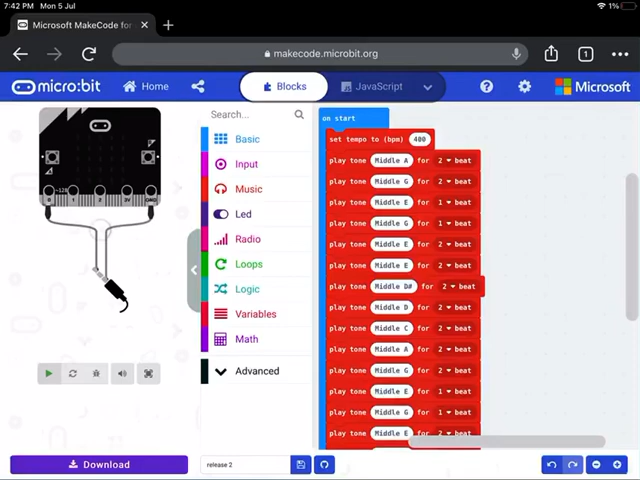 7:42 PM Mon 5 Jul
1%
Microsoft MakeCode for
makecode.microbit.org
1
micro:bit
Home
Blocks
JavaScript
Microsoft
Search...
Basic
Input
Music
Led
Radio
Loops
Logic
Variables
Math
Advanced
on start
set tempo to (bpm) 400
play tone Middle A for 2 beat
play tone Middle G for 2 beat
play tone Middle E for 1 beat
play tone Middle G for 1 beat
play tone Middle E for 2 beat
play tone Middle E for 2 beat
play tone Middle D# for 2 beat
play tone Middle D for 2 beat
play tone Middle C for 2 beat
play tone Middle A for 2 beat
play tone Middle G for 2 beat
play tone Middle E for 1 beat
play tone Middle G for 1 beat
play tone Middle E for 2 beat
0 1 2 3V GND
Download
release 2